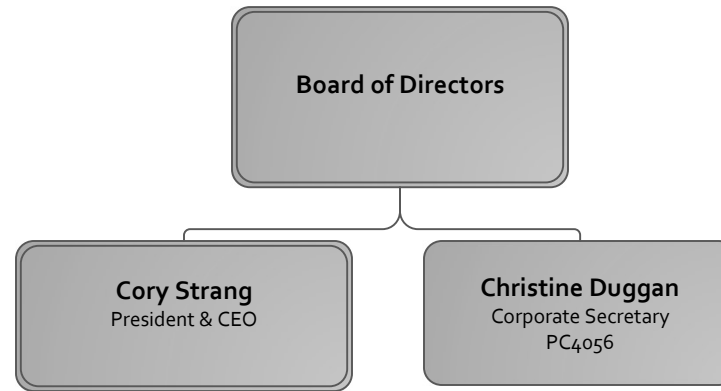 Board of Directors
Cory Strang
President & CEO
Christine Duggan
Corporate Secretary
PC4056